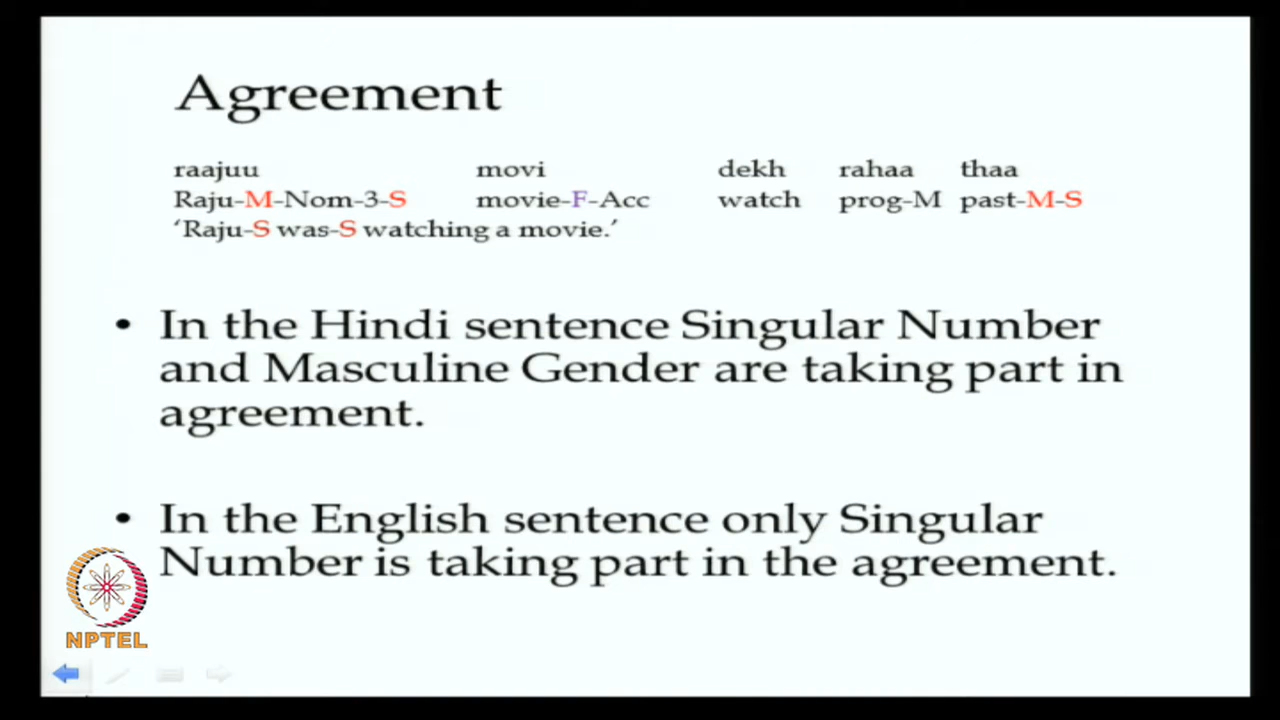 Agreement
raajuu movi dekh rahaa thaa
Raju-M-Nom-3-S movie-F-Acc watch prog-M past-M-S
‘Raju-S was-S watching a movie.’
• In the Hindi sentence Singular Number
and Masculine Gender are taking part in
agreement.
• In the English sentence only Singular
Number is taking part in the agreement.
NPTEL